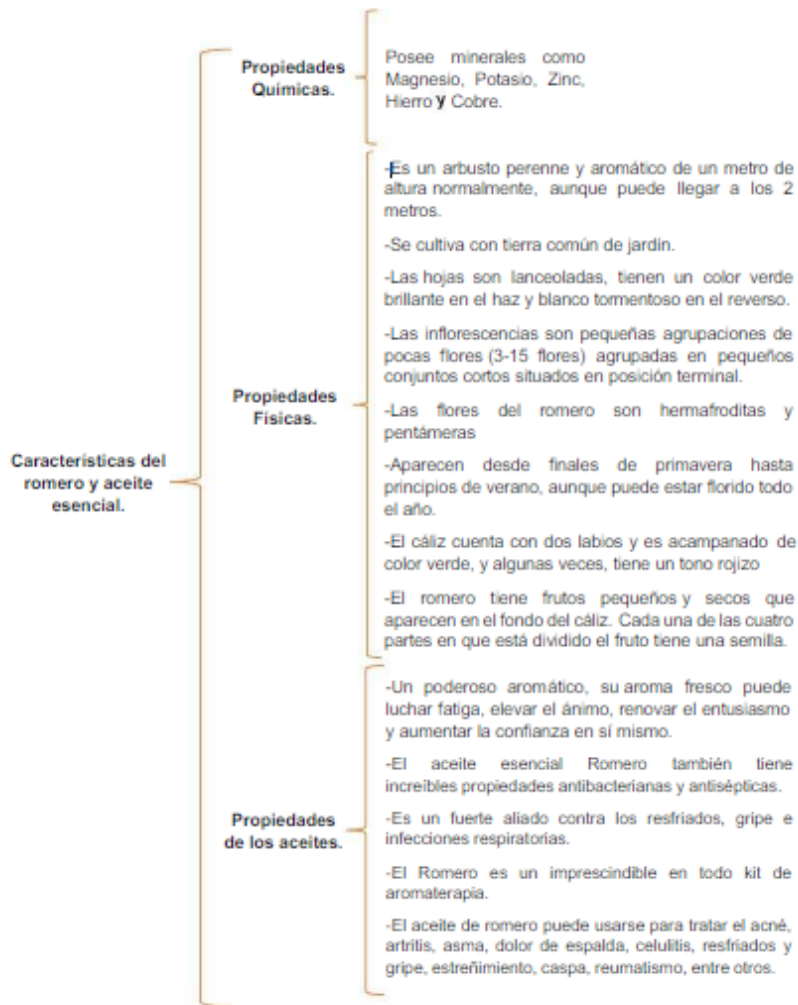 Características del
romero y aceite
esencial.
Propiedades
Químicas.
Posee minerales como
Magnesio, Potasio, Zinc,
Hierro y Cobre.
Propiedades
Físicas.
-Es un arbusto perenne y aromático de un metro de
altura normalmente, aunque puede llegar a los 2
metros.
-Se cultiva con tierra común de jardín.
-Las hojas son lanceoladas, tienen un color verde
brillante en el haz y blanco tormentoso en el reverso.
-Las inflorescencias son pequeñas agrupaciones de
pocas flores (3-15 flores) agrupadas en pequeños
conjuntos cortos situados en posición terminal.
-Las flores del romero son hermafroditas y
pentámeras
-Aparecen desde finales de primavera hasta
principios de verano, aunque puede estar florido todo
el año.
-El cáliz cuenta con dos labios y es acampanado de
color verde, y algunas veces, tiene un tono rojizo
-El romero tiene frutos pequeños y secos que
aparecen en el fondo del cáliz. Cada una de las cuatro
partes en que está dividido el fruto tiene una semilla.
Propiedades
de los aceites.
-Un poderoso aromático, su aroma fresco puede
luchar fatiga, elevar el ánimo, renovar el entusiasmo
y aumentar la confianza en sí mismo.
-El aceite esencial Romero también tiene
increíbles propiedades antibacterianas y antisépticas.
-Es un fuerte aliado contra los resfriados, gripe e
infecciones respiratorias.
-El Romero es un imprescindible en todo kit de
aromaterapia.
-El aceite de romero puede usarse para tratar el acné,
artritis, asma, dolor de espalda, celulitis, resfriados y
gripe, estreñimiento, caspa, reumatismo, entre otros.